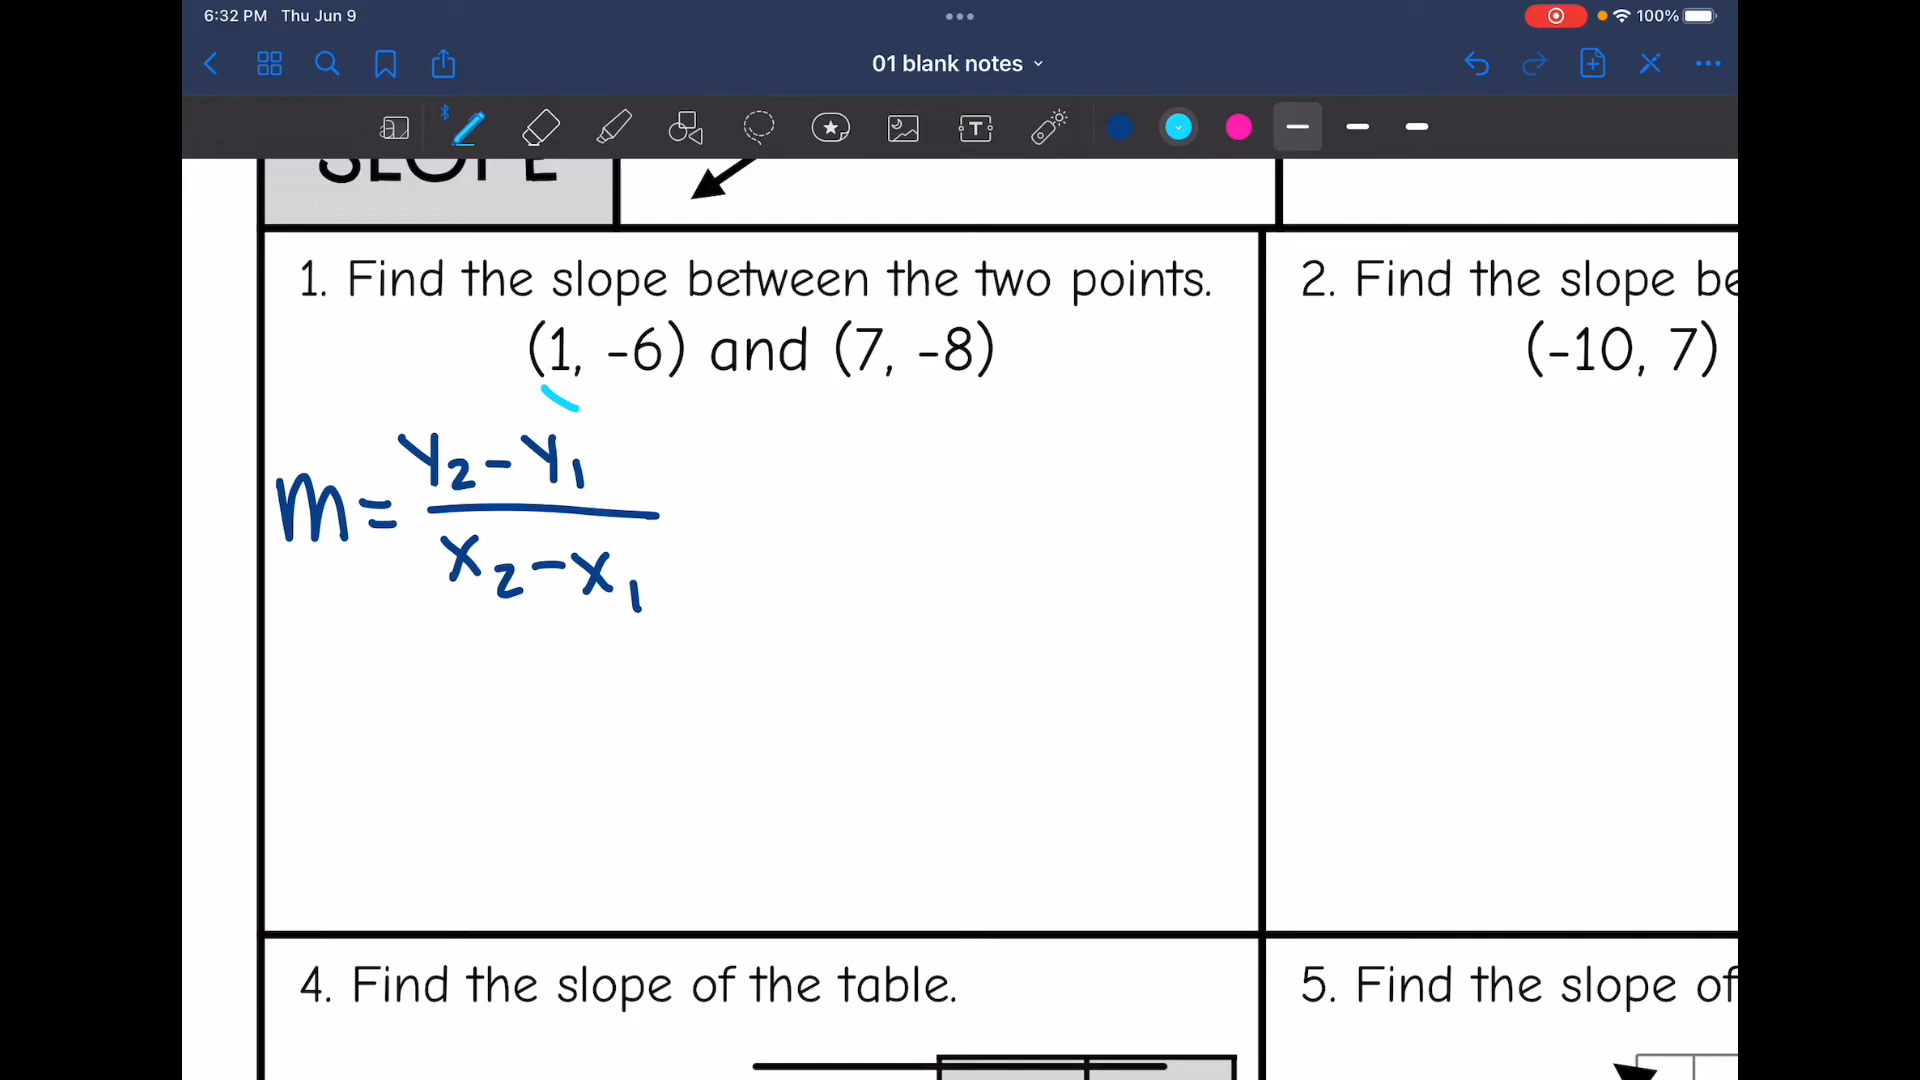 6:32 PM Thu Jun 9
100%
01 blank notes
T
SLOPE
1. Find the slope between the two points.
(1, -6) and (7, -8)
m = y₂ - y₁
x₂ - x₁
2. Find the slope be
(-10, 7)
4. Find the slope of the table.
5. Find the slope of